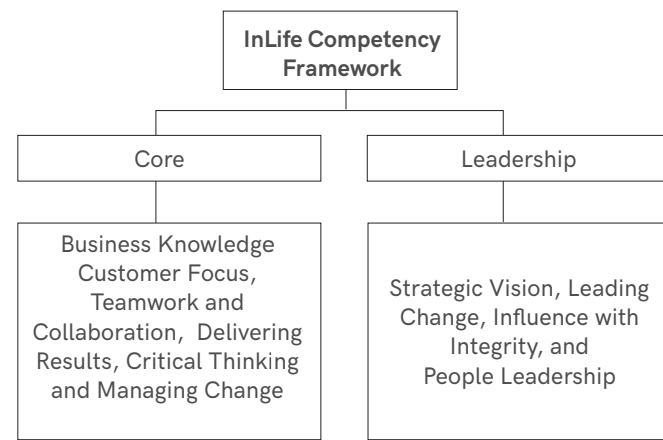 InLife Competency
Framework
Core
Leadership
Business Knowledge
Customer Focus,
Teamwork and
Collaboration, Delivering
Results, Critical Thinking
and Managing Change
Strategic Vision, Leading
Change, Influence with
Integrity, and
People Leadership